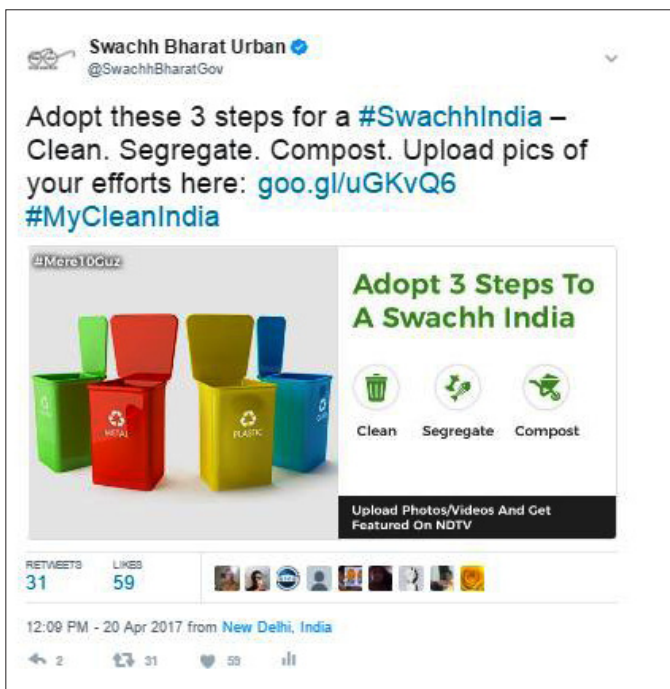 Swachh Bharat Urban
@SwachhBharatGov
Adopt these 3 steps for a #SwachhIndia –
Clean. Segregate. Compost. Upload pics of
your efforts here: goo.gl/uGKvQ6
#MyCleanIndia
#Mere10Guz
METAL
PLASTIC
Adopt 3 Steps To
A Swachh India
Clean Segregate Compost
Upload Photos/Videos And Get
Featured On NDTV
RETWEETS LIKES
31 59
12:09 PM - 20 Apr 2017 from New Delhi, India
2 31 59